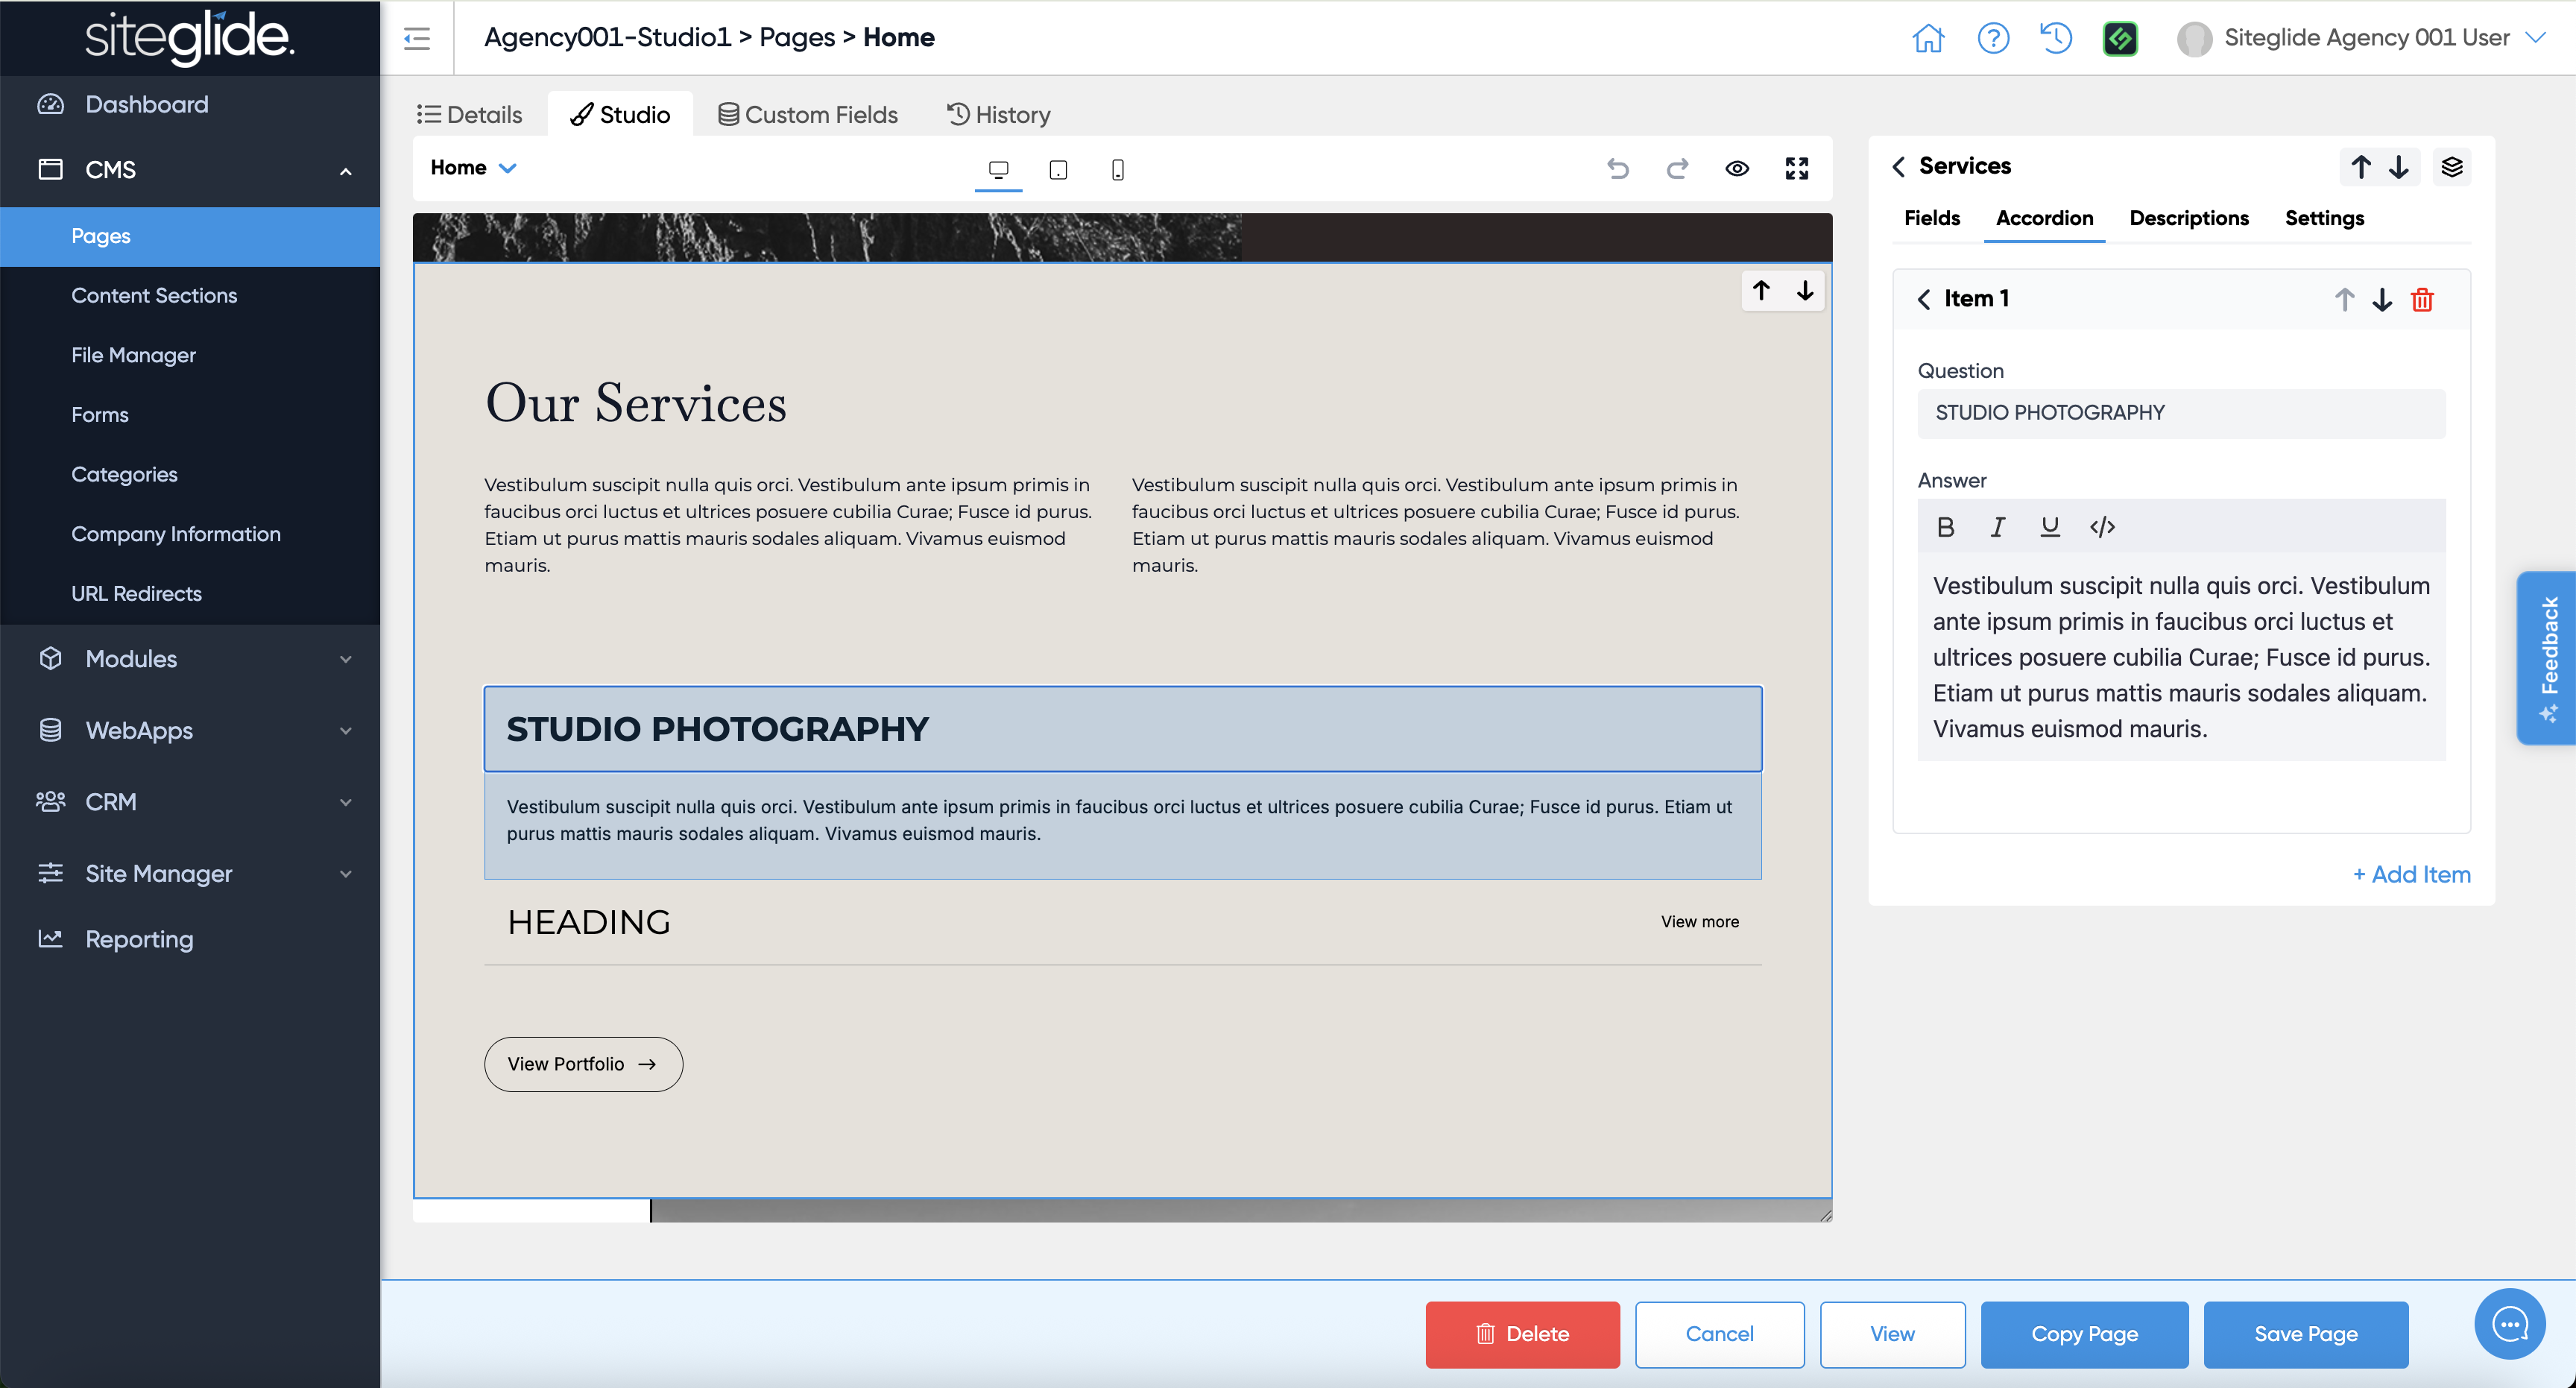 siteglide.
Agency001-Studio1 > Pages > Home
Siteglide Agency 001 User
Dashboard
CMS
Pages
Content Sections
File Manager
Forms
Categories
Company Information
URL Redirects
Modules
WebApps
CRM
Site Manager
Reporting
Details
Studio
Custom Fields
History
Home
Our Services
Vestibulum suscipit nulla quis orci. Vestibulum ante ipsum primis in
faucibus orci luctus et ultrices posuere cubilia Curae; Fusce id purus.
Etiam ut purus mattis mauris sodales aliquam. Vivamus euismod
mauris.
Vestibulum suscipit nulla quis orci. Vestibulum ante ipsum primis in
faucibus orci luctus et ultrices posuere cubilia Curae; Fusce id purus.
Etiam ut purus mattis mauris sodales aliquam. Vivamus euismod
mauris.
STUDIO PHOTOGRAPHY
Vestibulum suscipit nulla quis orci. Vestibulum ante ipsum primis in faucibus orci luctus et ultrices posuere cubilia Curae; Fusce id purus. Etiam ut
purus mattis mauris sodales aliquam. Vivamus euismod mauris.
HEADING
View more
View Portfolio →
Services
Fields
Accordion
Descriptions
Settings
Item 1
Question
STUDIO PHOTOGRAPHY
Answer
B I U </>
Vestibulum suscipit nulla quis orci. Vestibulum
ante ipsum primis in faucibus orci luctus et
ultrices posuere cubilia Curae; Fusce id purus.
Etiam ut purus mattis mauris sodales aliquam.
Vivamus euismod mauris.
+ Add Item
Feedback
Delete
Cancel
View
Copy Page
Save Page